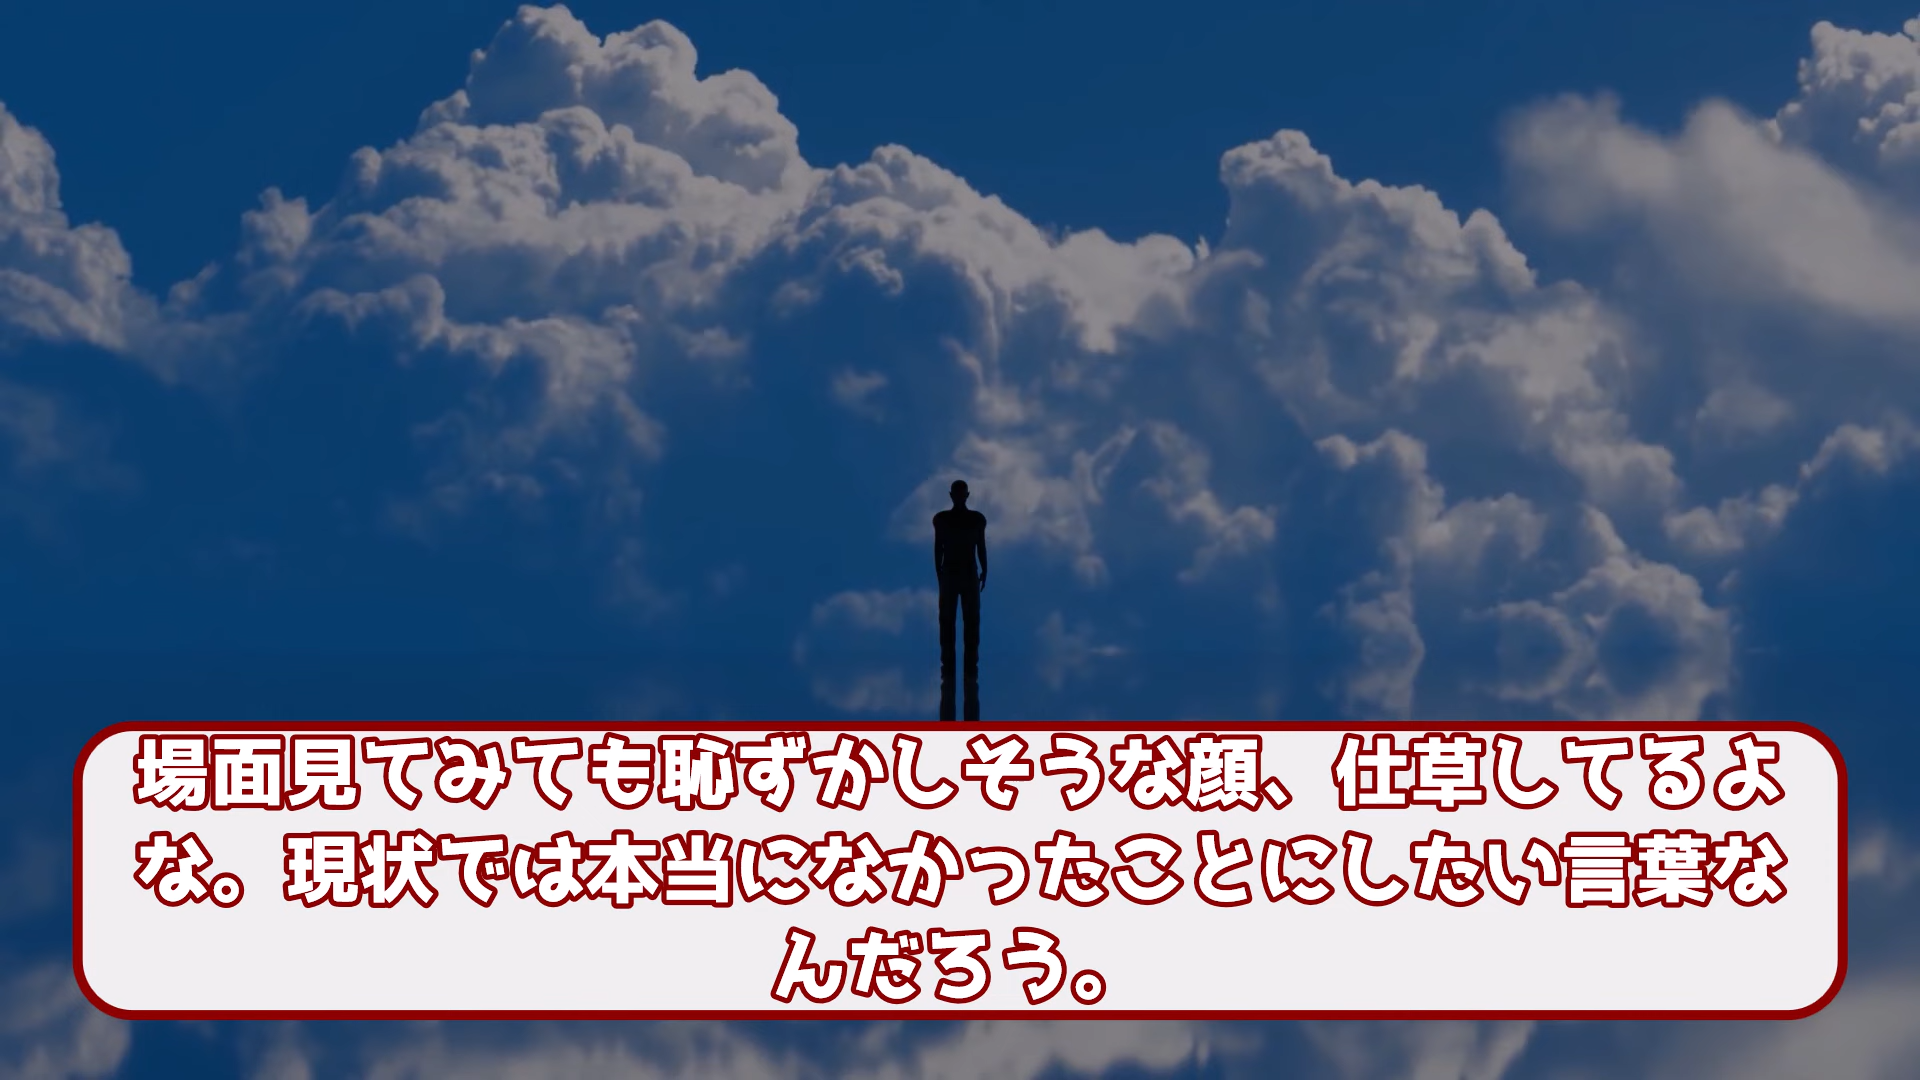 場面見てみても恥ずかしそうな顔、仕草してるよ
な。現状では本当になかったことにしたい言葉な
んだろう。